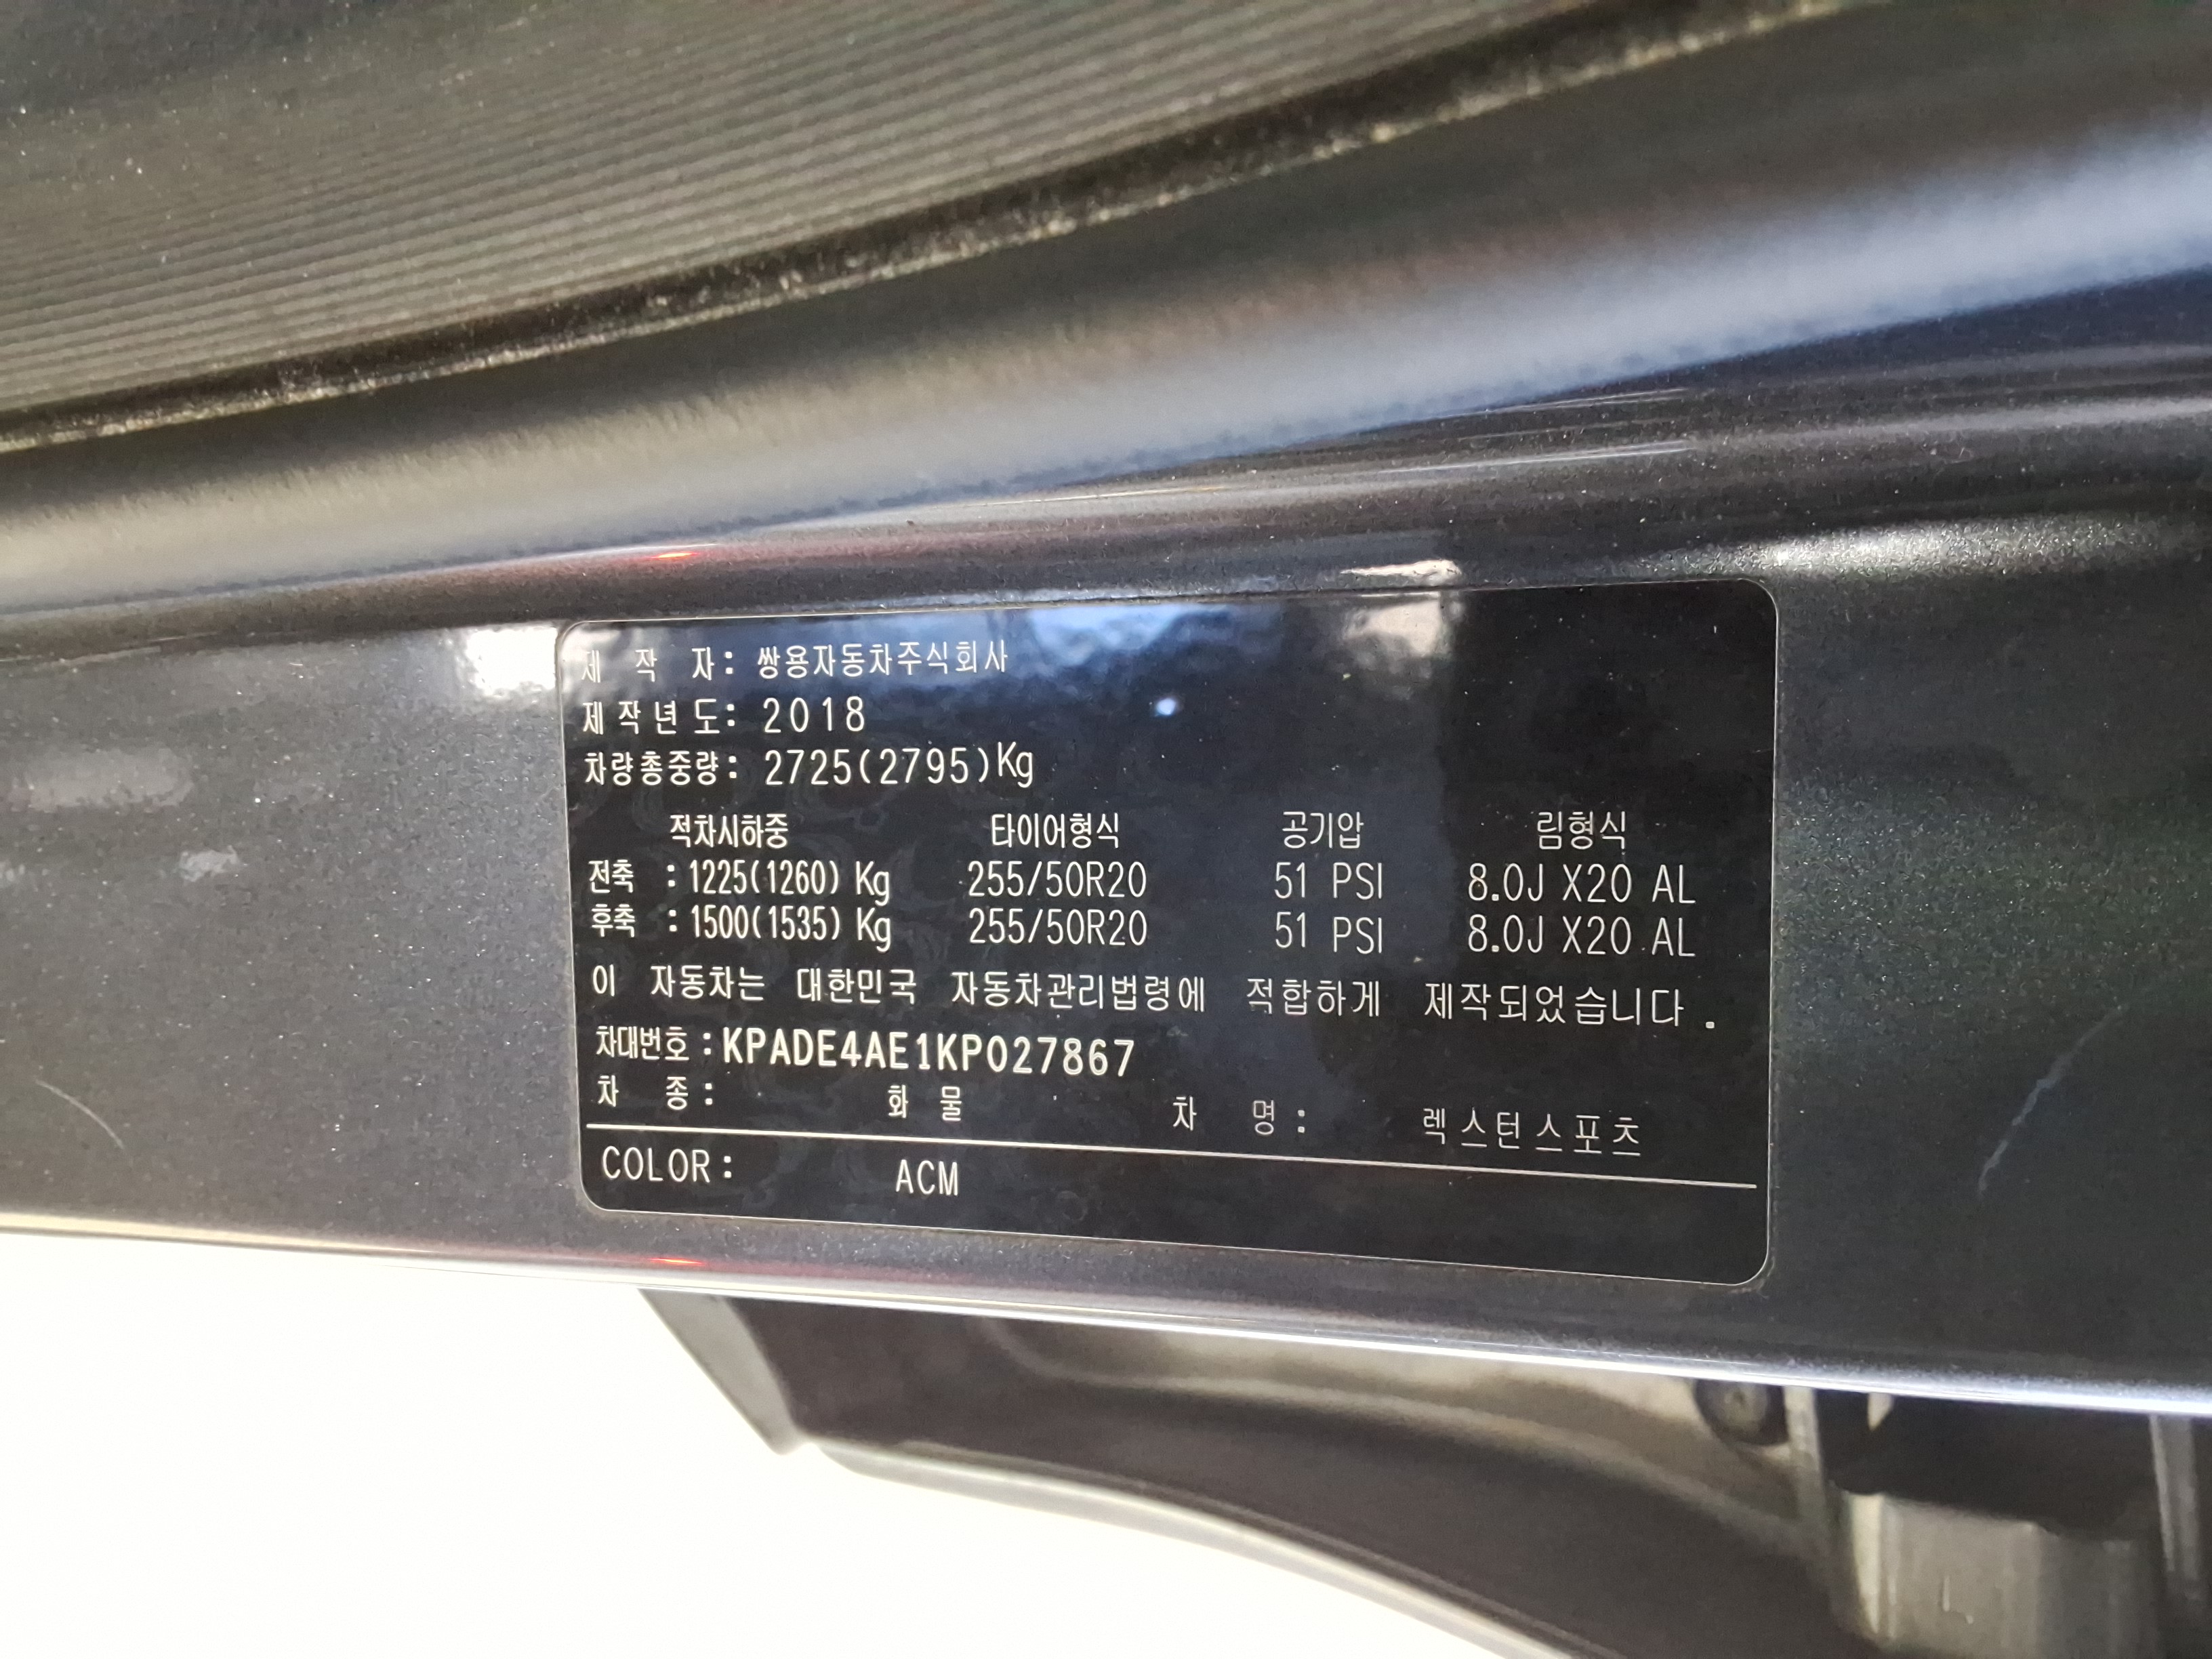 제 작 자 : 쌍용자동차주식회사
제작년도 : 2018
차량총중량 : 2725(2795)Kg
적차시하중 타이어형식 공기압 림형식
전축 : 1225(1260) Kg 255/50R20 51 PSI 8.0J X20 AL
후축 : 1500(1535) Kg 255/50R20 51 PSI 8.0J X20 AL
이 자동차는 대한민국 자동차관리법령에 적합하게 제작되었습니다 .
차대번호 : KPADE4AE1KP027867
차 종 : 화 물 차 명 : 렉스턴스포츠
COLOR : ACM